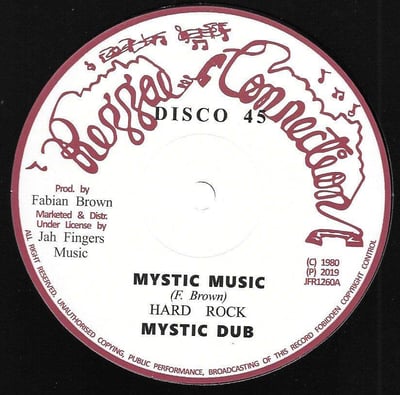 Reggae Connection
DISCO 45
Prod. by
Fabian Brown
Marketed & Distr.
Under License by
Jah Fingers
Music
(C) 1980
(P) 2019
JFR1260A
MYSTIC MUSIC
(F. Brown)
HARD ROCK
MYSTIC DUB
ALL RIGHT RESERVED, UNAUTHORISED COPYING, PUBLIC PERFORMANCE, BROADCASTING OF THIS RECORD FORBIDDEN COPYRIGHT CONTROL